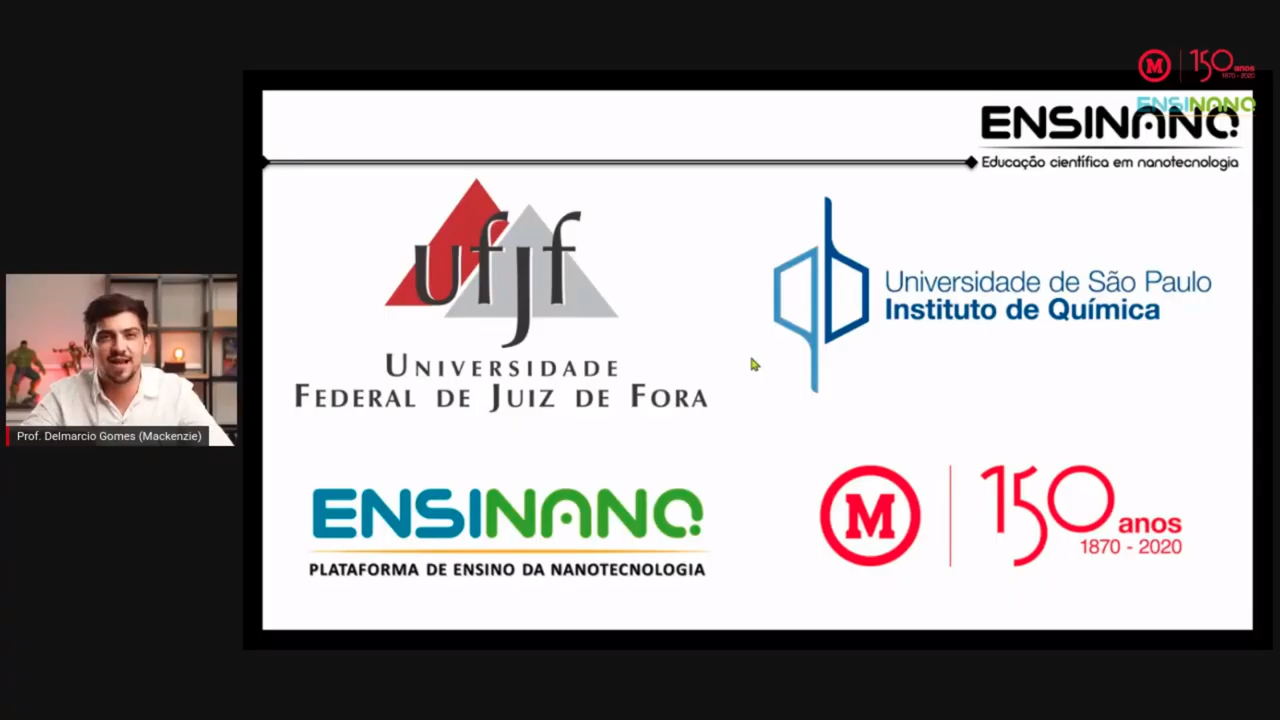 M 150 anos
1870 - 2020
ENSINANO
ENSINANO
Educação científica em nanotecnologia
ufjf
UNIVERSIDADE
FEDERAL DE JUIZ DE FORA
Universidade de São Paulo
Instituto de Química
Prof. Delmarcio Gomes (Mackenzie)
ENSINANO
PLATAFORMA DE ENSINO DA NANOTECNOLOGIA
M 150 anos
1870 - 2020